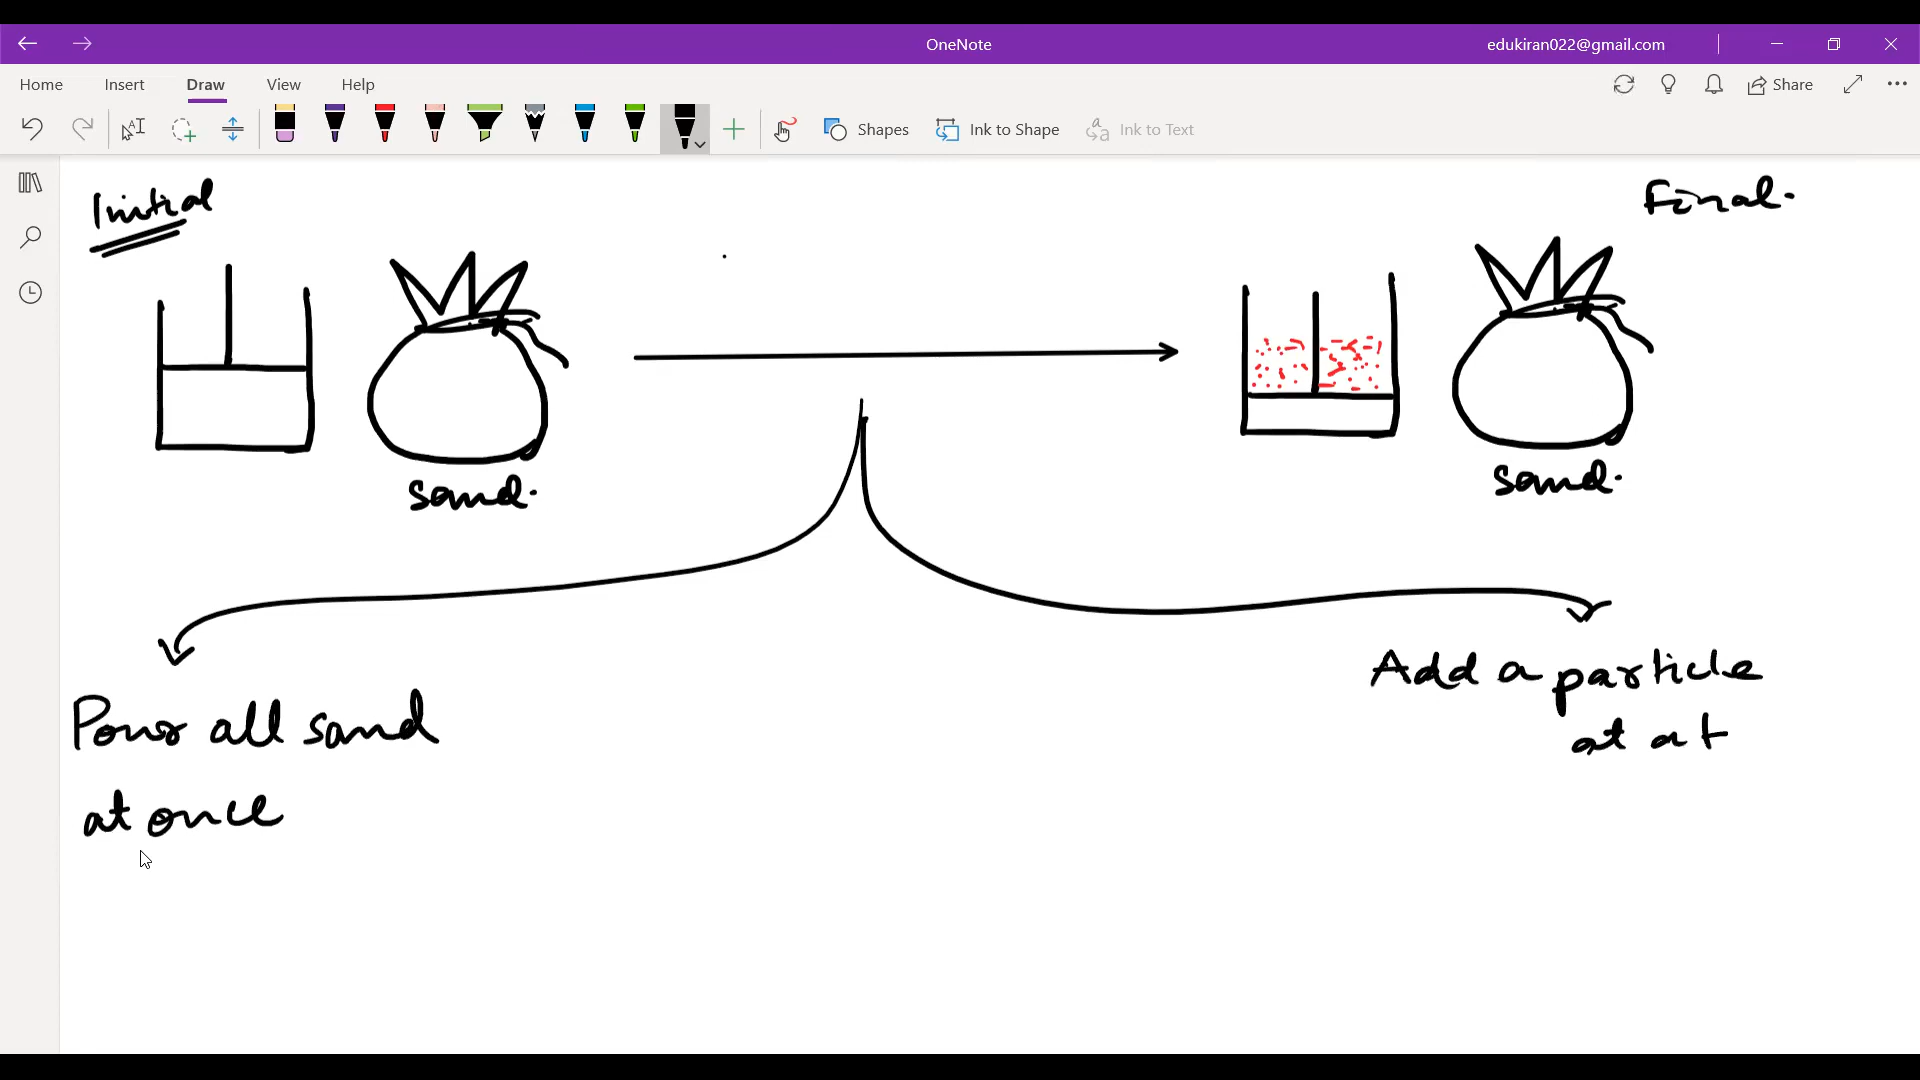 OneNote
edukiran022@gmail.com
Home Insert Draw View Help
Share
Shapes Ink to Shape Ink to Text
Initial
Final.
sand.
sand.
Pour all sand
at once
Add a particle
at a t